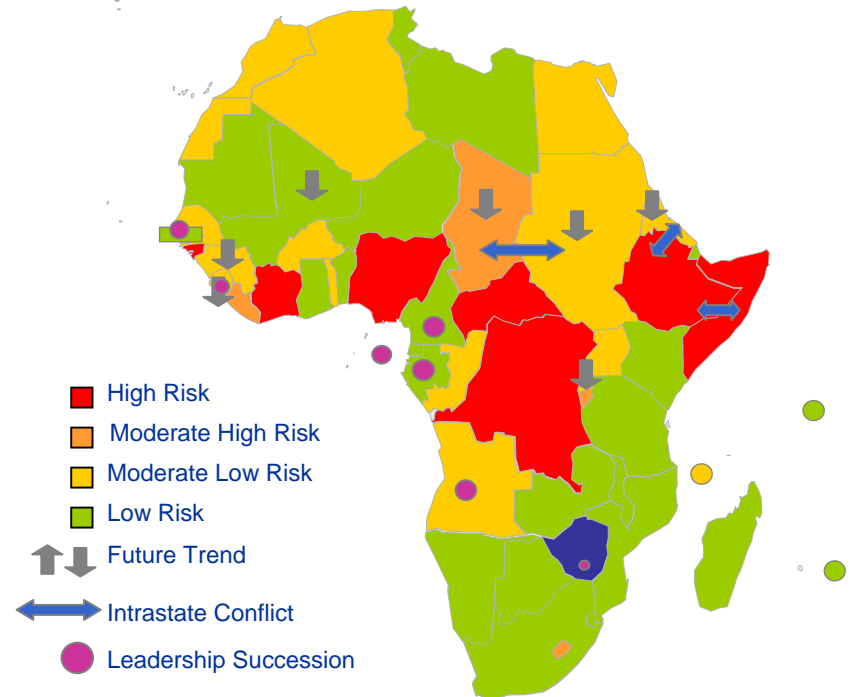 High Risk
Moderate High Risk
Moderate Low Risk
Low Risk
Future Trend
Intrastate Conflict
Leadership Succession